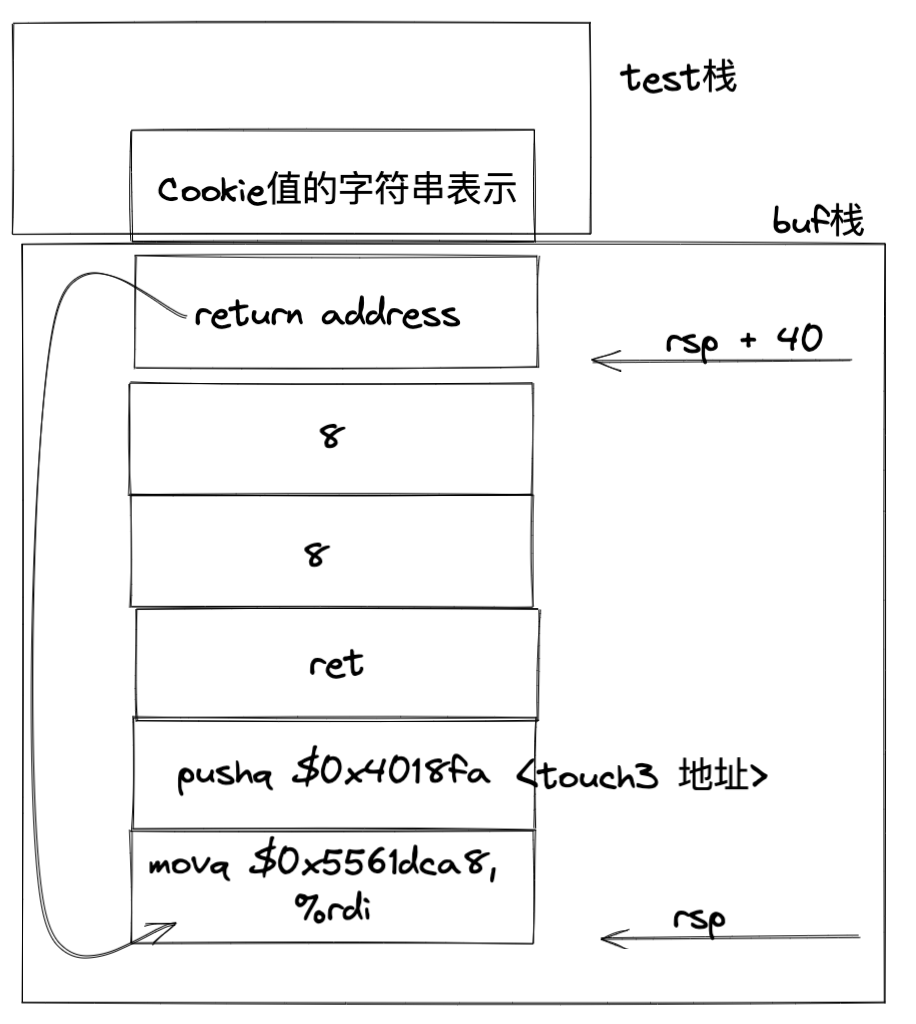 test栈
Cookie值的字符串表示
buf栈
return address
rsp + 40
8
8
ret
pushq $0x4018fa <touch3 地址>
movq $0x5561dca8,
%rdi
rsp